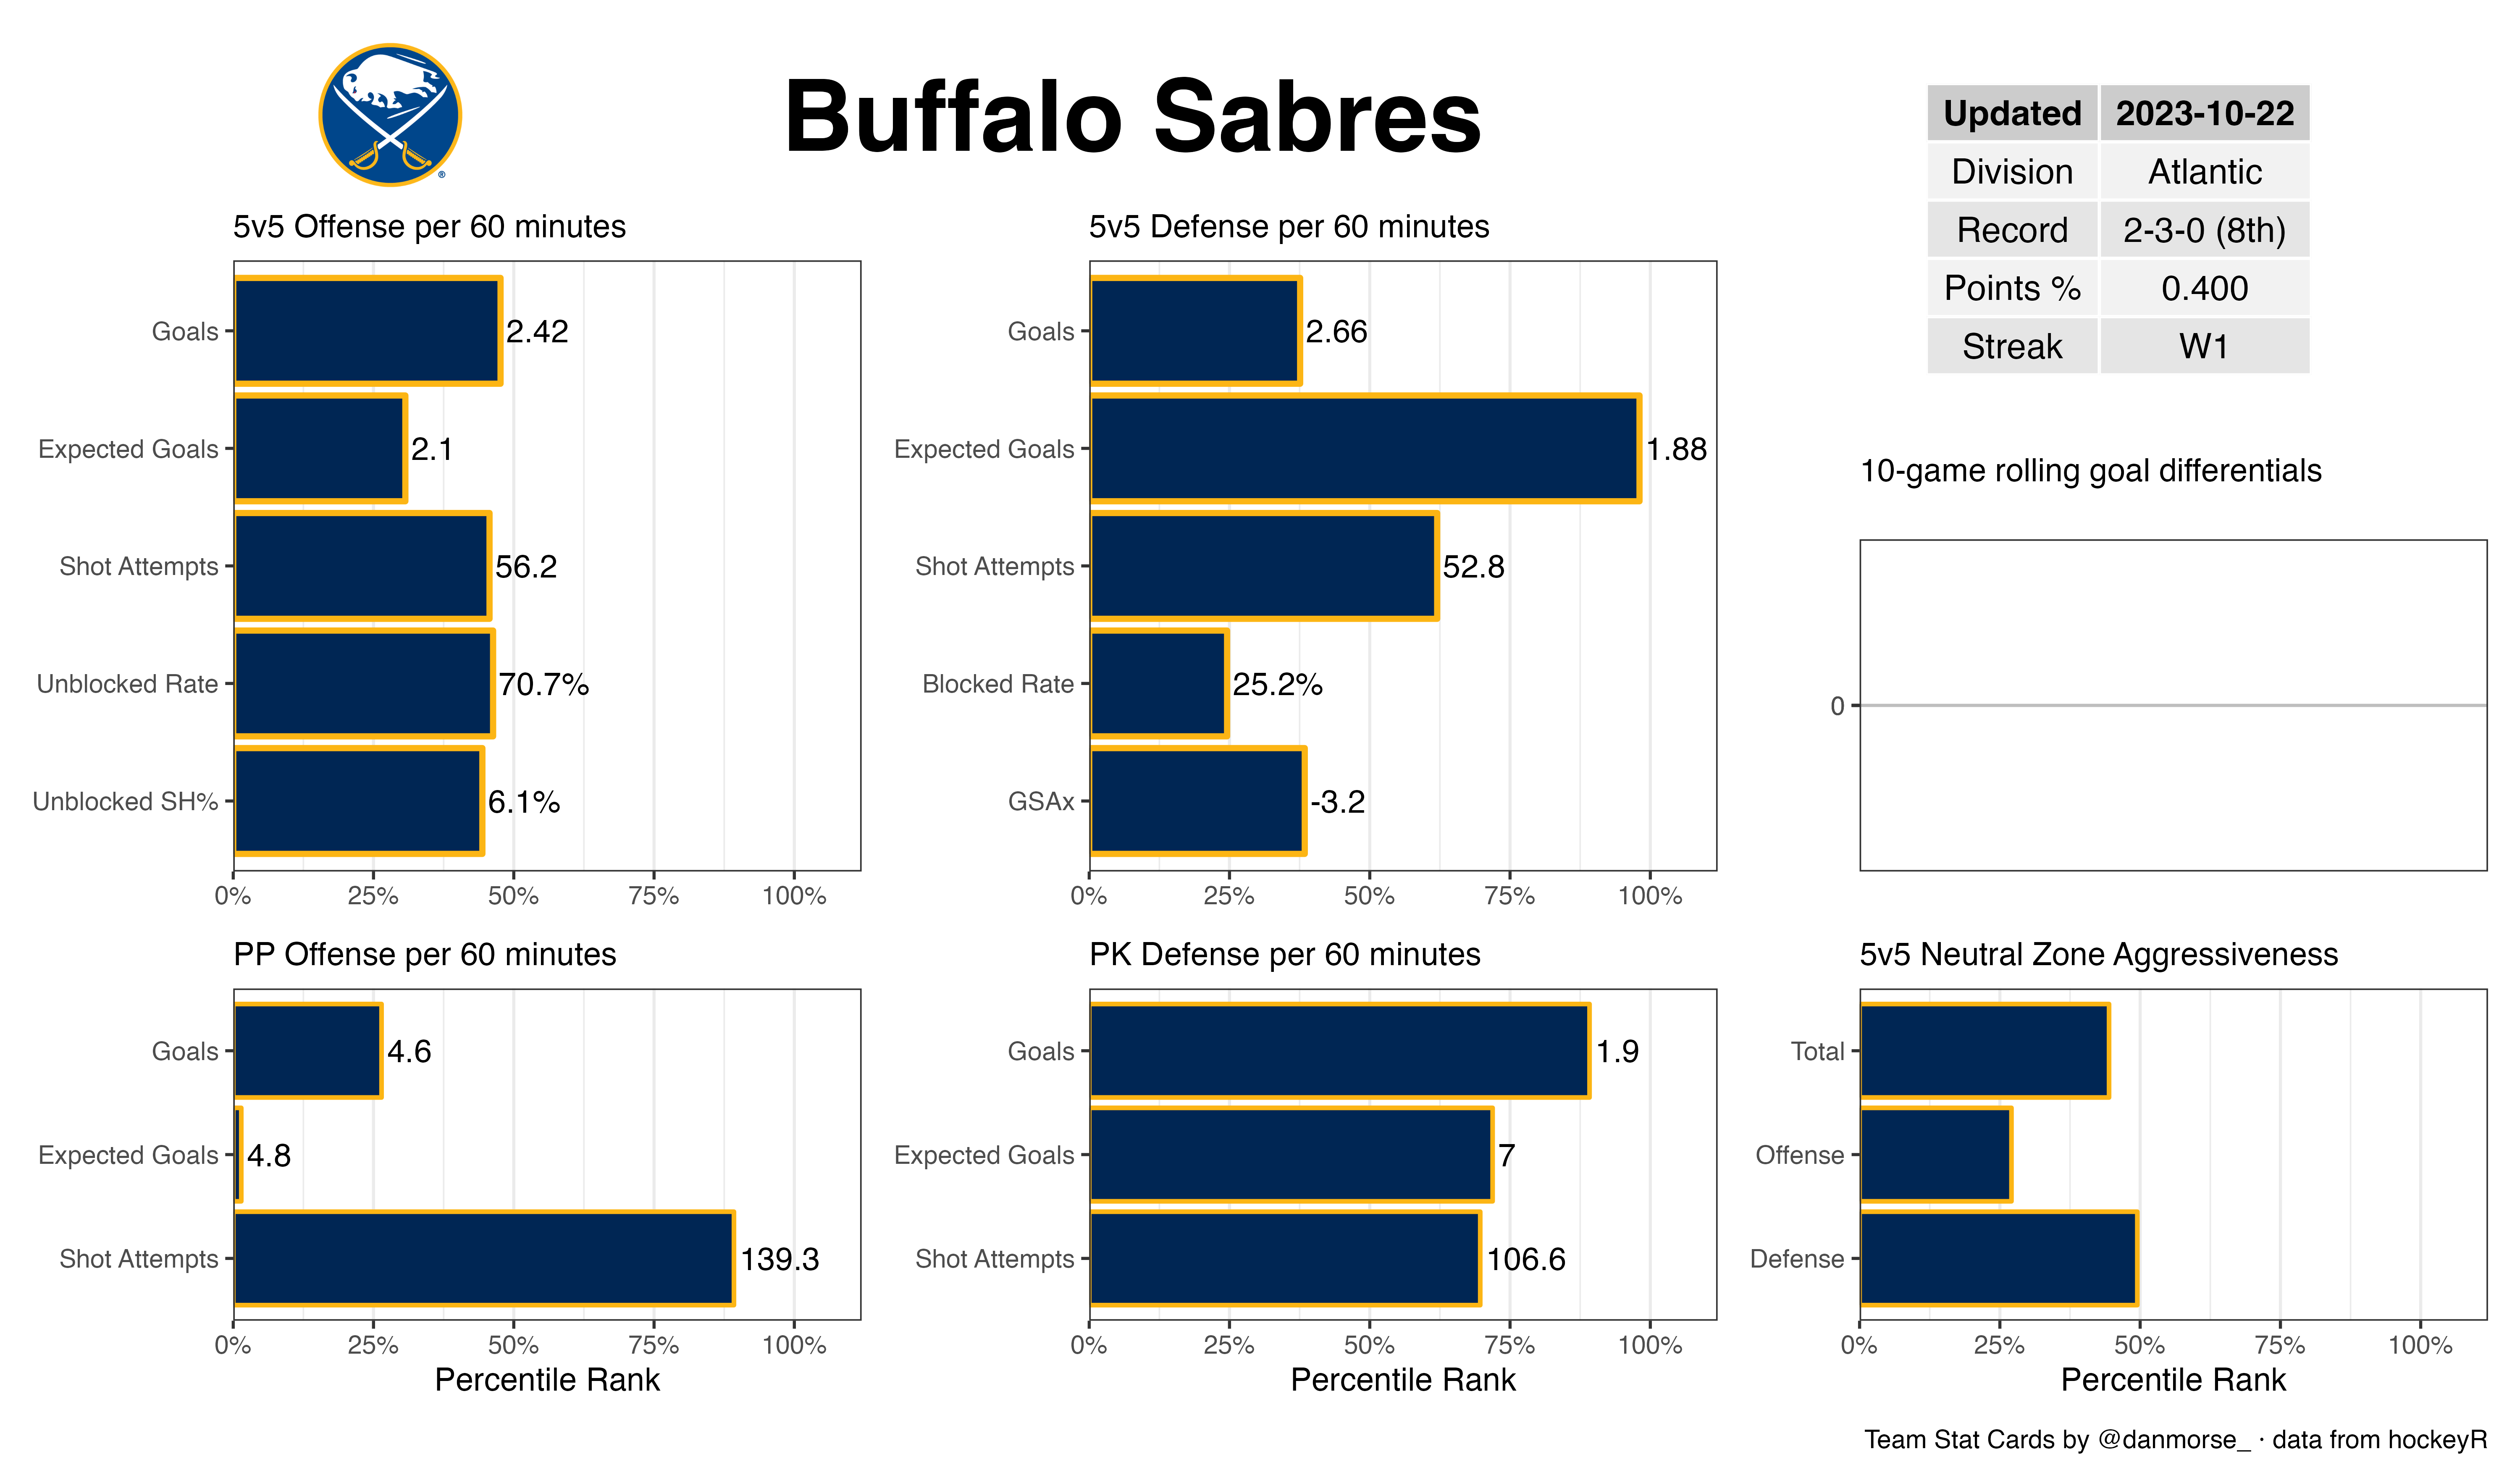 Buffalo Sabres
®
Updated 2023-10-22
Division Atlantic
Record 2-3-0 (8th)
Points % 0.400
Streak W1
5v5 Offense per 60 minutes
Goals 2.42
Expected Goals 2.1
Shot Attempts 56.2
Unblocked Rate 70.7%
Unblocked SH% 6.1%
0% 25% 50% 75% 100%
5v5 Defense per 60 minutes
Goals 2.66
Expected Goals 1.88
Shot Attempts 52.8
Blocked Rate 25.2%
GSAx -3.2
0% 25% 50% 75% 100%
10-game rolling goal differentials
0
PP Offense per 60 minutes
Goals 4.6
Expected Goals 4.8
Shot Attempts 139.3
0% 25% 50% 75% 100%
Percentile Rank
PK Defense per 60 minutes
Goals 1.9
Expected Goals 7
Shot Attempts 106.6
0% 25% 50% 75% 100%
Percentile Rank
5v5 Neutral Zone Aggressiveness
Total
Offense
Defense
0% 25% 50% 75% 100%
Percentile Rank
Team Stat Cards by @danmorse_ · data from hockeyR